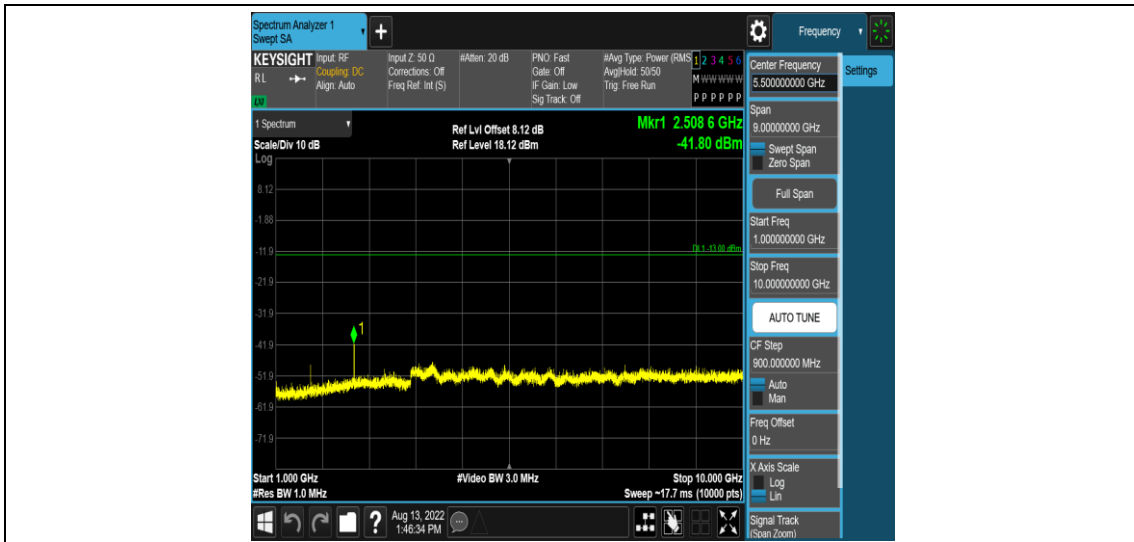 Spectrum Analyzer 1
Swept SA
Frequency
KEYSIGHT
RL
LM
Input: RF
Coupling: DC
Align: Auto
Input Z: 50 Ω
Corrections: Off
Freq Ref: Int (S)
#Atten: 20 dB
PNO: Fast
Gate: Off
IF Gain: Low
Sig Track: Off
#Avg Type: Power (RMS
Avg|Hold: 50/50
Trig: Free Run
1 2 3 4 5 6
M W W W W W
P P P P P P
1 Spectrum
Scale/Div 10 dB
Ref Lvl Offset 8.12 dB
Ref Level 18.12 dBm
Mkr1 2.508 6 GHz
-41.80 dBm
Log
8.12
-1.88
-11.9
DL1 -13.00 dBm
-21.9
-31.9
1
-41.9
-51.9
-61.9
-71.9
Start 1.000 GHz
#Video BW 3.0 MHz
Stop 10.000 GHz
#Res BW 1.0 MHz
Sweep ~17.7 ms (10000 pts)
?
Aug 13, 2022
1:46:34 PM
Center Frequency
5.500000000 GHz
Settings
Span
9.00000000 GHz
Swept Span
Zero Span
Full Span
Start Freq
1.000000000 GHz
Stop Freq
10.000000000 GHz
AUTO TUNE
CF Step
900.000000 MHz
Auto
Man
Freq Offset
0 Hz
X Axis Scale
Log
Lin
Signal Track
(Span Zoom)